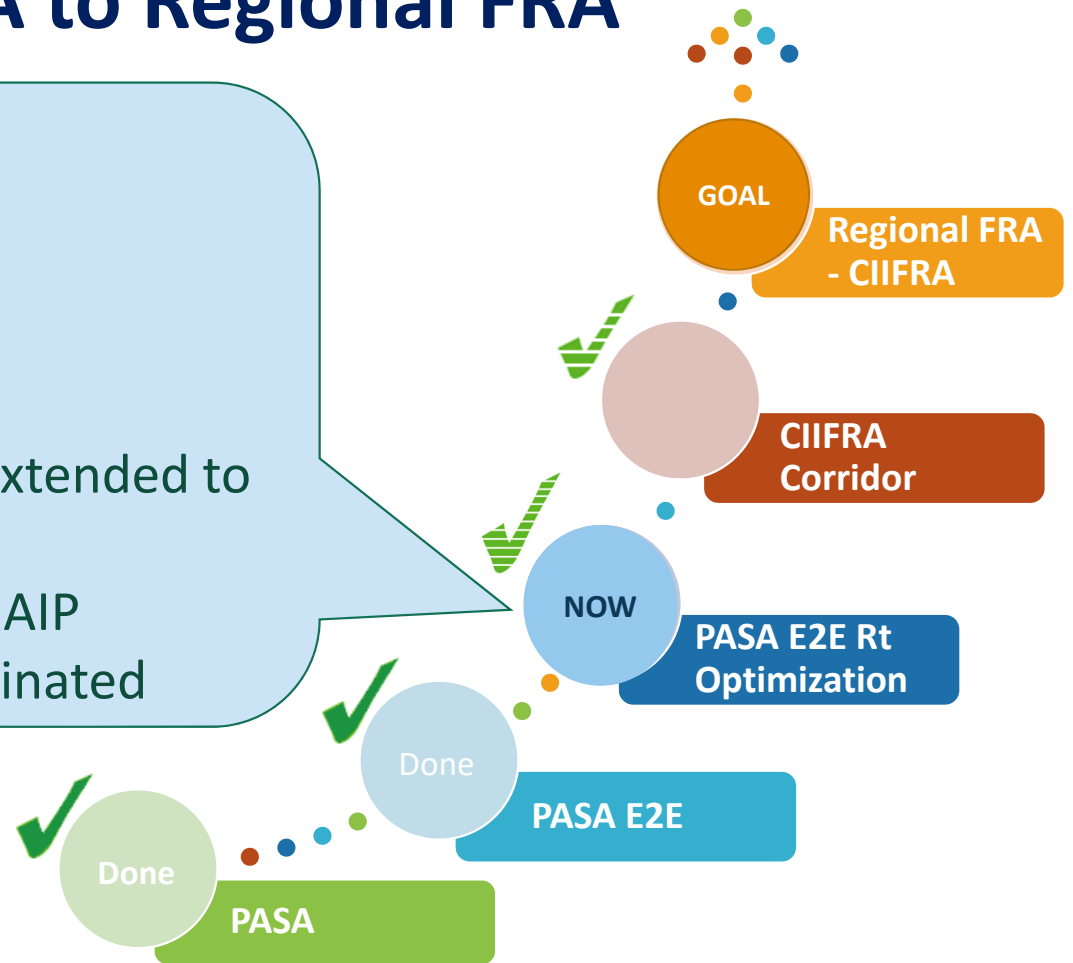 to Regional FRA
GOAL
Regional FRA
- CIIFRA
CIIFRA
Corridor
extended to
NOW
AIP
PASA E2E Rt
Optimization
inated
Done
PASA E2E
Done
PASA